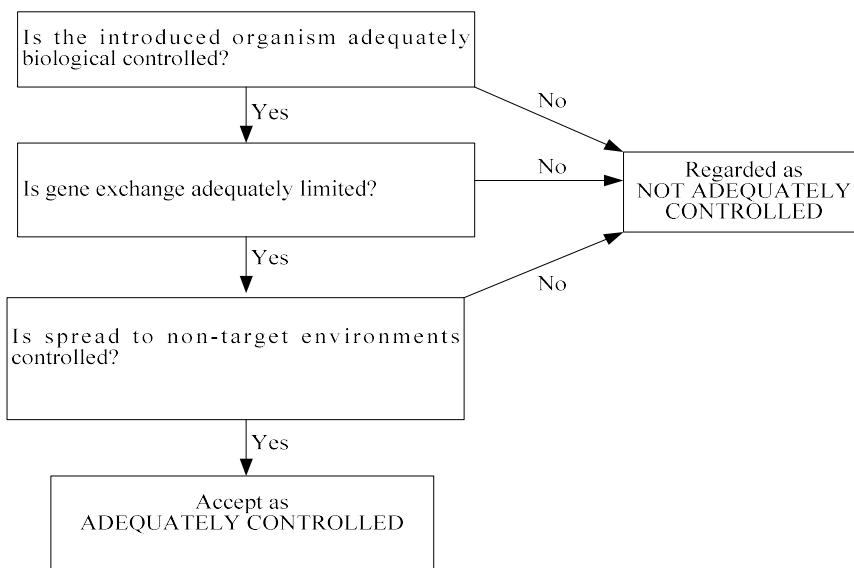 Is the introduced organism adequately
biological controlled?
Yes
No
Is gene exchange adequately limited?
No
Regarded as
NOT ADEQUATELY
CONTROLLED
Yes
No
Is spread to non-target environments
controlled?
Yes
Accept as
ADEQUATELY CONTROLLED